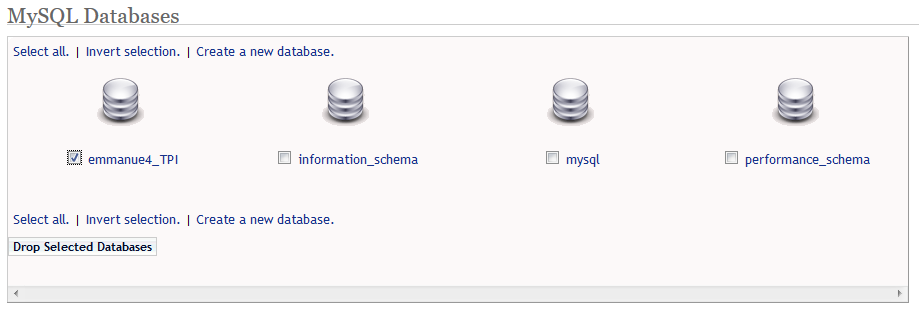 MySQL Databases
Select all. | Invert selection. | Create a new database.
emmanue4_TPI information_schema mysql performance_schema
Select all. | Invert selection. | Create a new database.
Drop Selected Databases